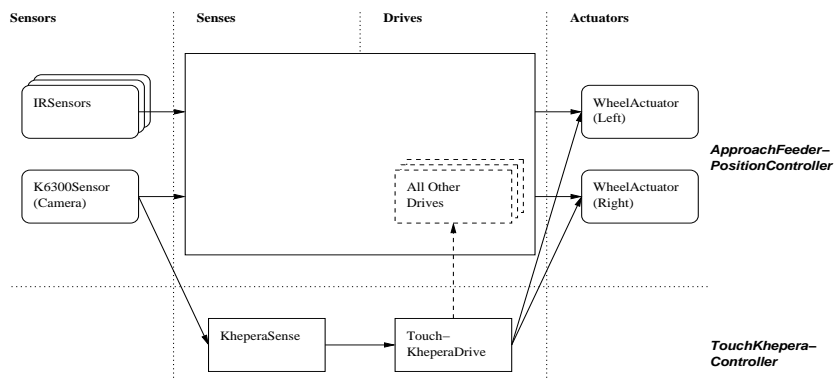 Sensors
Senses
Drives
Actuators
IRSensors
WheelActuator
(Left)
ApproachFeeder–
PositionController
K6300Sensor
(Camera)
All Other
Drives
WheelActuator
(Right)
KheperaSense
Touch–
KheperaDrive
TouchKhepera–
Controller